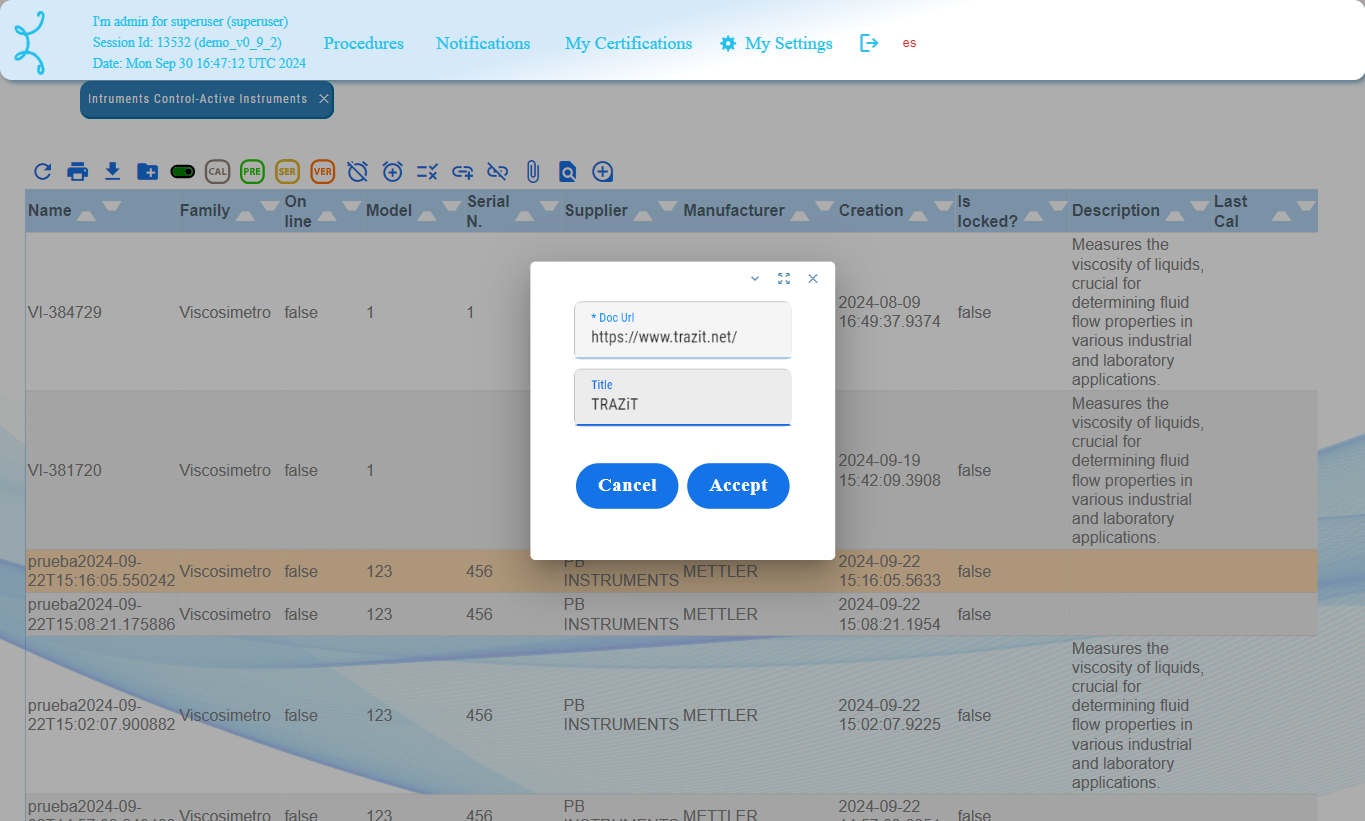 I'm admin for superuser (superuser)
Session Id: 13532 (demo_v0_9_2)
Date: Mon Sep 30 16:47:12 UTC 2024
Procedures Notifications My Certifications My Settings es
Intruments Control-Active Instruments
CAL PRE SER VER
Name Family On line Model Serial N. Supplier Manufacturer Creation Is locked? Description Last Cal
VI-384729 Viscosimetro false 1 1 2024-08-09 16:49:37.9374 false
Measures the
viscosity of liquids,
crucial for
determining fluid
flow properties in
various industrial
and laboratory
applications.
* Doc Url
https://www.trazit.net/
Title
TRAZiT
Cancel Accept
VI-381720 Viscosimetro false 1 2024-09-19 15:42:09.3908 false
Measures the
viscosity of liquids,
crucial for
determining fluid
flow properties in
various industrial
and laboratory
applications.
prueba2024-09-
22T15:16:05.550242 Viscosimetro false 123 456 PB INSTRUMENTS METTLER 2024-09-22 15:16:05.5633 false
prueba2024-09-
22T15:08:21.175886 Viscosimetro false 123 456 PB INSTRUMENTS METTLER 2024-09-22 15:08:21.1954 false
prueba2024-09-
22T15:02:07.900882 Viscosimetro false 123 456 PB INSTRUMENTS METTLER 2024-09-22 15:02:07.9225 false
Measures the
viscosity of liquids,
crucial for
determining fluid
flow properties in
various industrial
and laboratory
applications.
prueba2024-09-
Viscosimetro false 123 456 PB INSTRUMENTS METTLER 2024-09-22 false